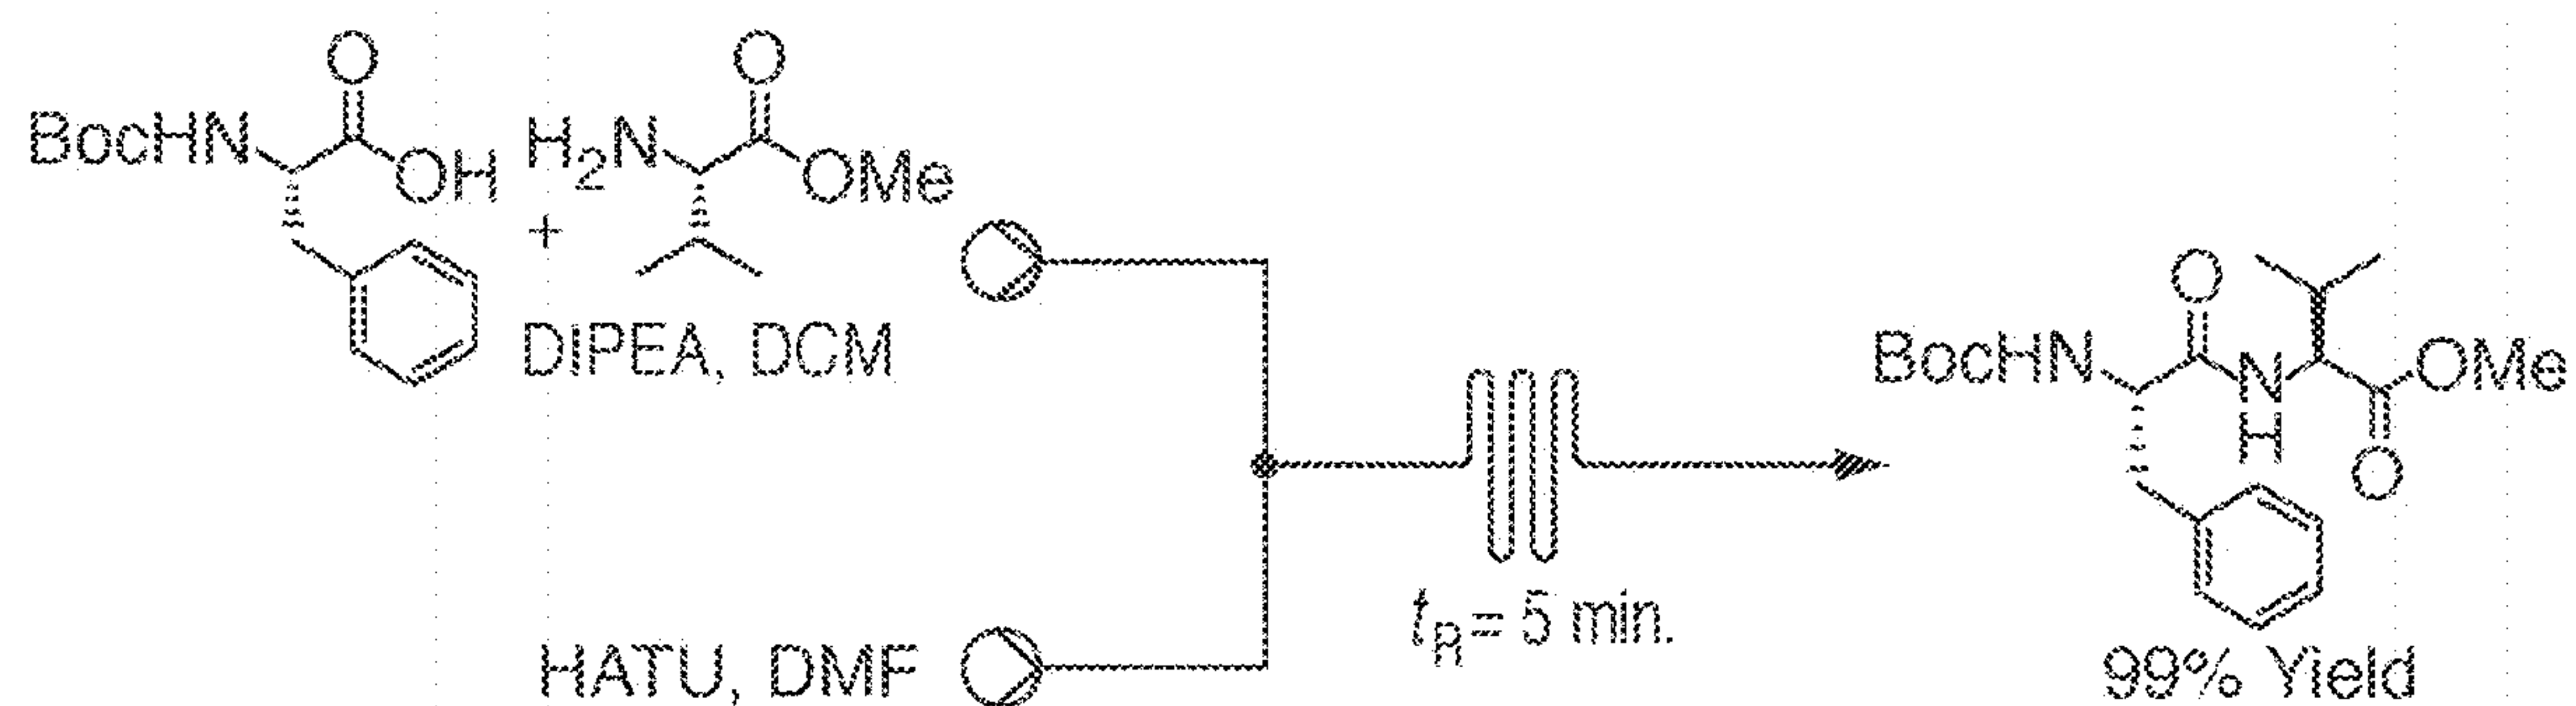 O
BocHN
OH
+
O
H2N
OMe
DIPEA, DCM
HATU, DMF
tR = 5 min.
O
BocHN
N
H
OMe
O
99% Yield